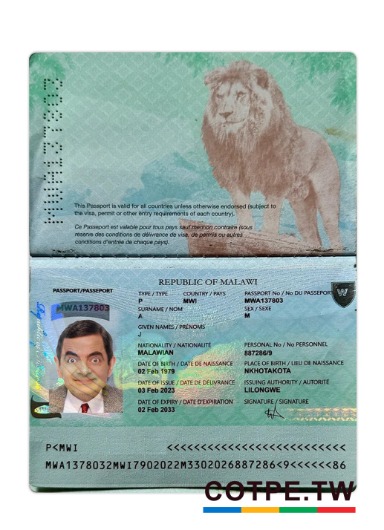 MWA137803
This Passport is valid for all countries unless otherwise endorsed (subject to
the visa, permit or other entry requirements of each country).
Ce Passeport est valable pour tous pays sauf mention contraire (sous
reserve des conditions de délivrance de visa, de permis ou autres
conditions d'entrée de chaque pays).
REPUBLIC OF MALAWI
PASSPORT/PASSEPORT
TYPE / TYPE COUNTRY / PAYS PASSPORT No / No DU PASSEPORT
P MWI MWA137803
MWA137803
SURNAME / NOM SEX / SEXE
A M
GIVEN NAMES / PRÉNOMS
NATIONALITY / NATIONALITÉ PERSONAL No / No PERSONNEL
MALAWIAN 887286/9
DATE OF BIRTH / DATE DE NAISSANCE PLACE OF BIRTH / LIEU DE NAISSANCE
02 Feb 1979 NKHOTAKOTA
DATE OF ISSUE / DATE DE DÉLIVRANCE ISSUING AUTHORITY / AUTORITÉ
03 Feb 2023 LILONGWE
DATE OF EXPIRY / DATE D'EXPIRATION SIGNATURE / SIGNATURE
02 Feb 2033
P<MWI <<<<<<<<<<<<<<<<<<<<<<<<<<<
MWA1378032MWI7902022M3302026887286<9<<<<<<86
COTPE.TW